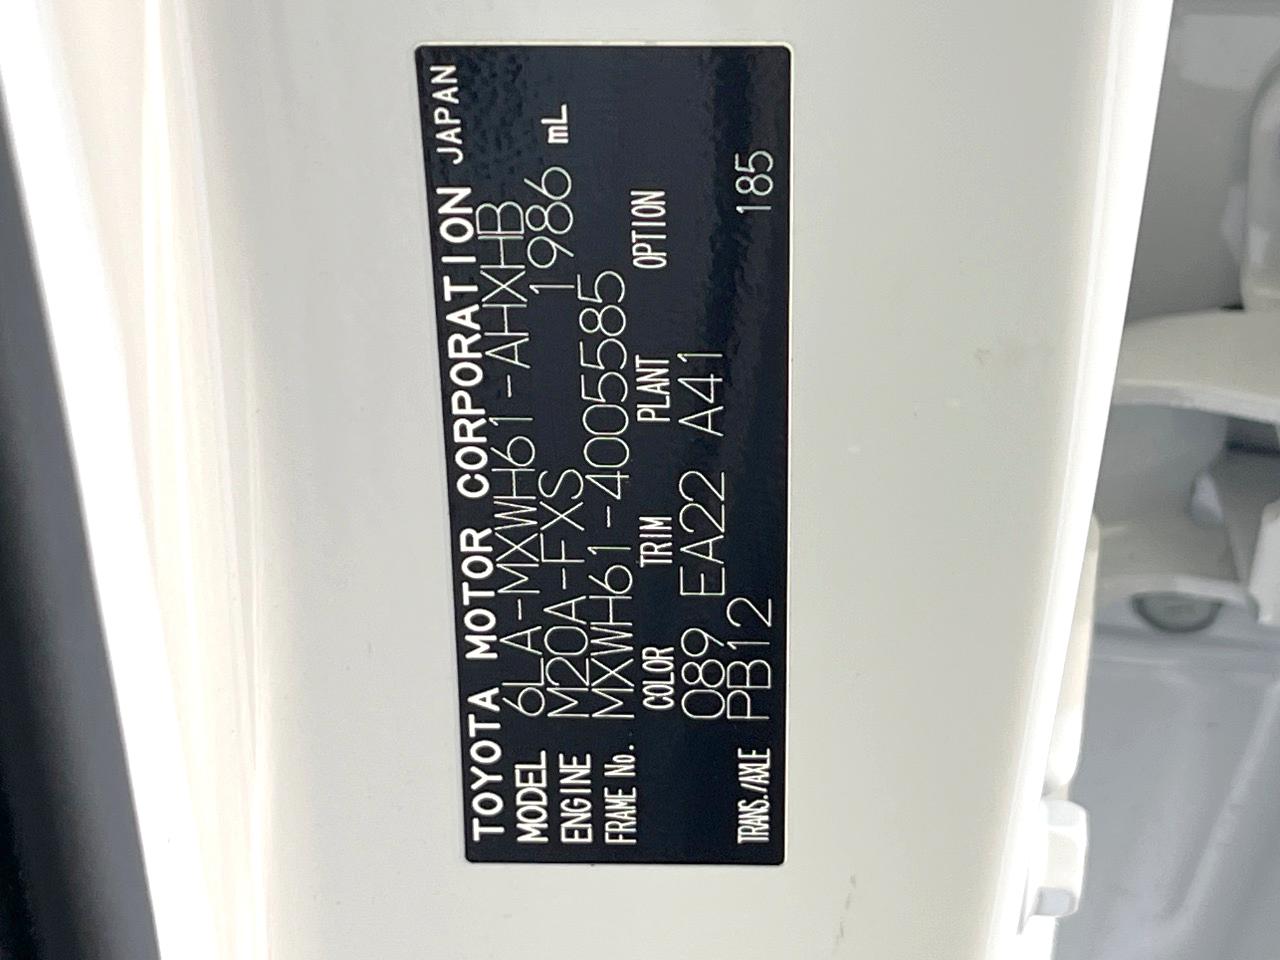 TOYOTA MOTOR CORPORATION JAPAN
MODEL 6LA-MXWH61-AHXHB
ENGINE M20A-FXS 1986 mL
FRAME No. MXWH61-4005585
COLOR TRIM PLANT OPTION
089 EA22 A41
TRANS./AXLE PB12 185